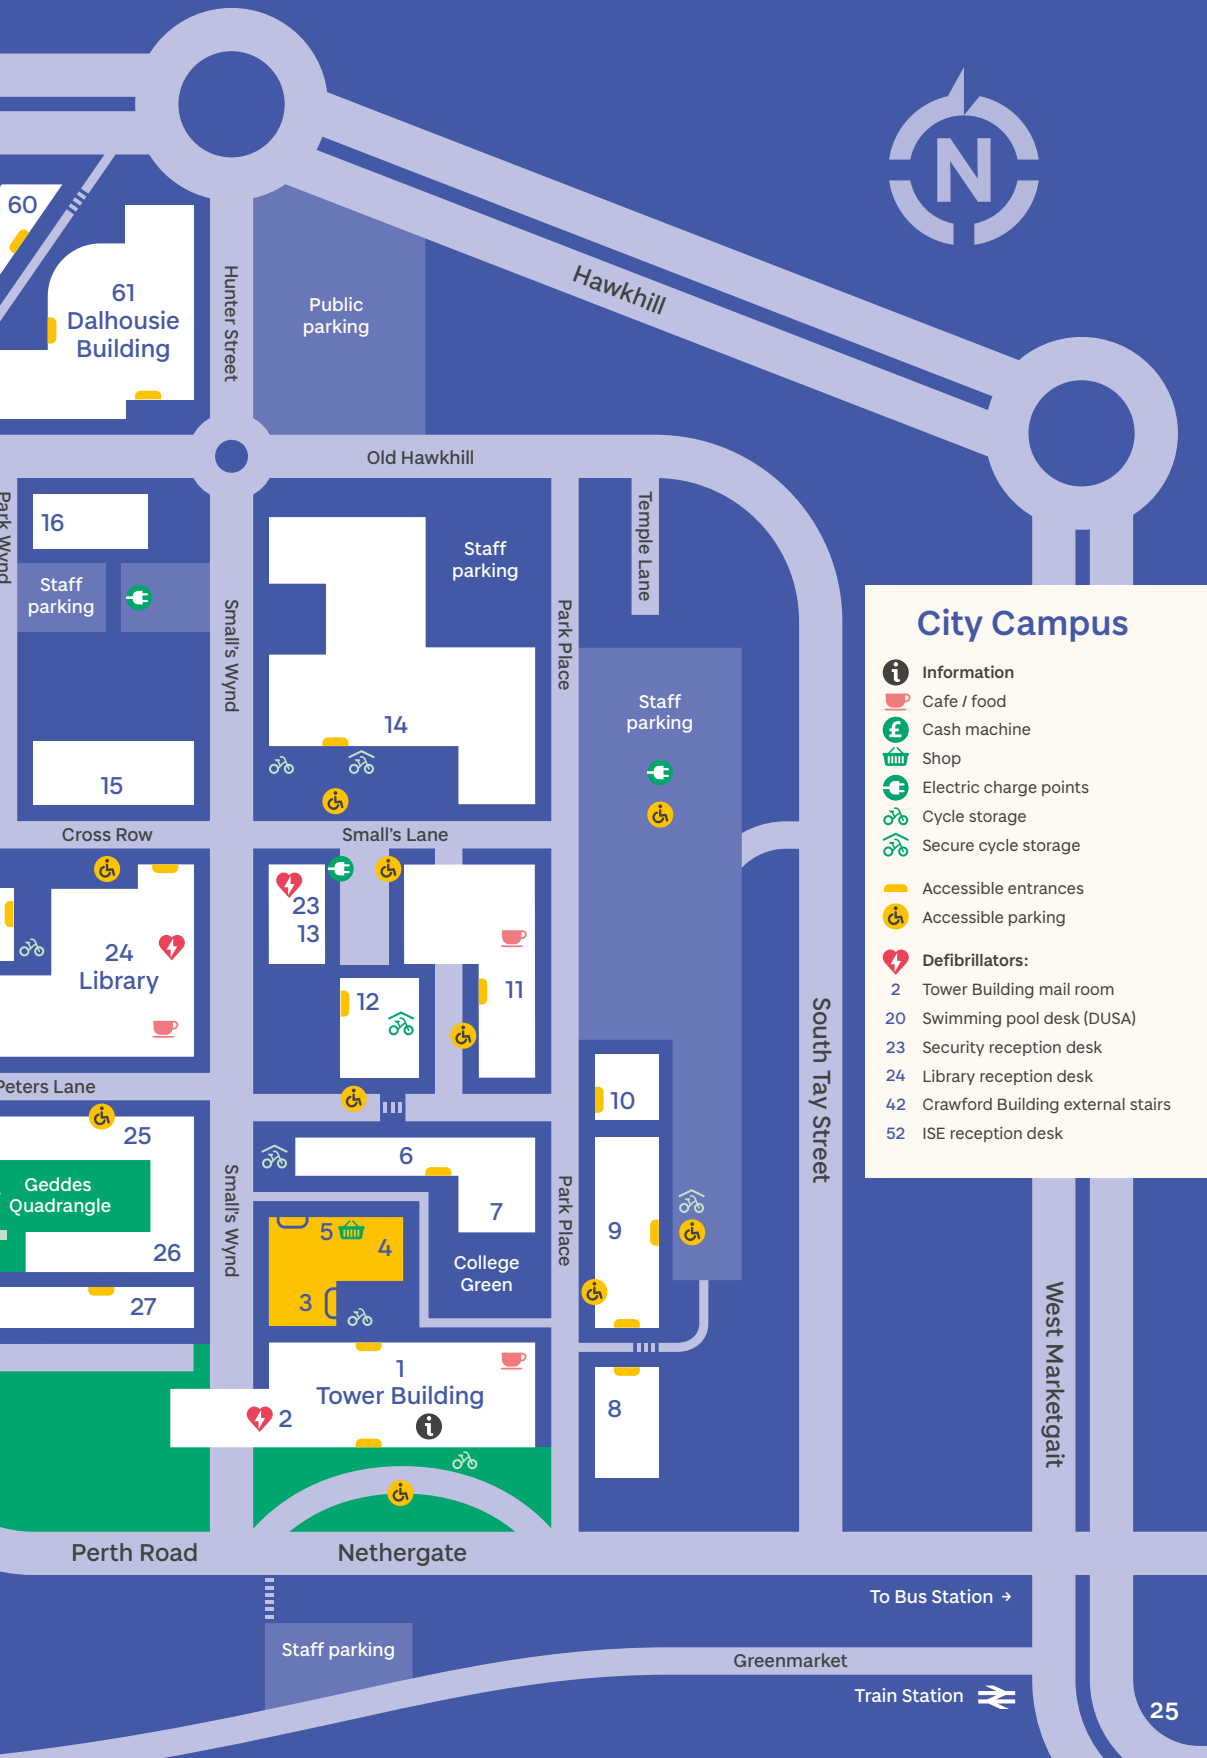 N
60
61
Dalhousie
Building
Hunter Street
Public
parking
Hawkhill
Old Hawkhill
Park Wynd
16
Staff
parking
Small's Wynd
Staff
parking
Temple Lane
Park Place
14
15
Staff
parking
Cross Row
Small's Lane
23
13
24
Library
12
11
South Tay Street
Peters Lane
25
Geddes
Quadrangle
26
27
Small's Wynd
6
7
5
4
3
College
Green
Park Place
10
9
8
1
Tower Building
2
City Campus
Information
Cafe / food
£ Cash machine
Shop
Electric charge points
Cycle storage
Secure cycle storage
Accessible entrances
Accessible parking
Defibrillators:
2 Tower Building mail room
20 Swimming pool desk (DUSA)
23 Security reception desk
24 Library reception desk
42 Crawford Building external stairs
52 ISE reception desk
West Marketgait
Perth Road
Nethergate
To Bus Station →
Staff parking
Greenmarket
Train Station
25